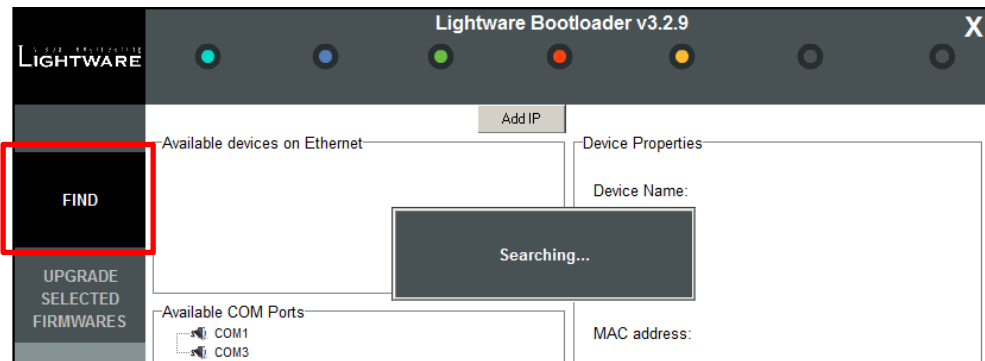 Lightware Bootloader v3.2.9
X
LIGHTWARE
Add IP
Available devices on Ethernet
Device Properties
FIND
Device Name:
Searching...
UPGRADE
SELECTED
FIRMWARES
Available COM Ports
COM1
COM3
MAC address: